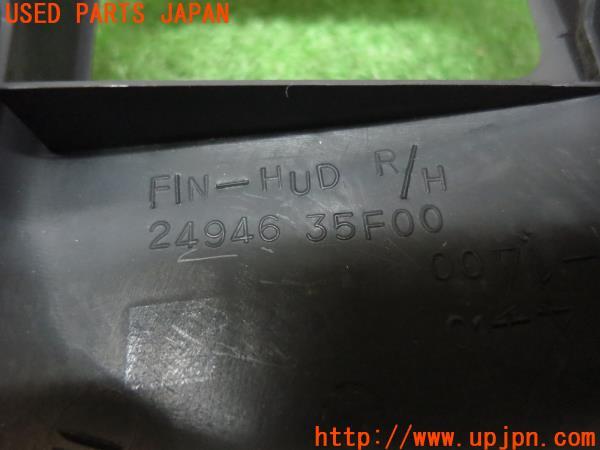 USED PARTS JAPAN
FIN-HUD R/H
24946 35F00
http://www.upjpn.com